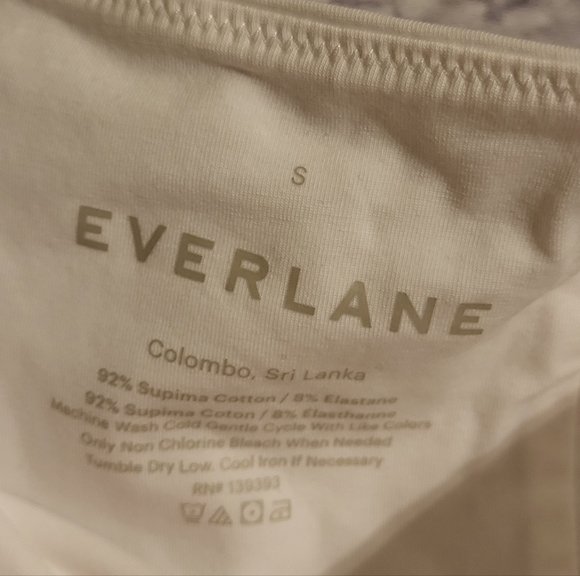 S
EVERLANE
Colombo, Sri Lanka
92% Supima Cotton / 8% Elastane
92% Supima Coton / 8% Élasthanne
Machine Wash Cold Gentle Cycle With Like Colors
Only Non Chlorine Bleach When Needed
Tumble Dry Low. Cool Iron If Necessary
RN# 139393